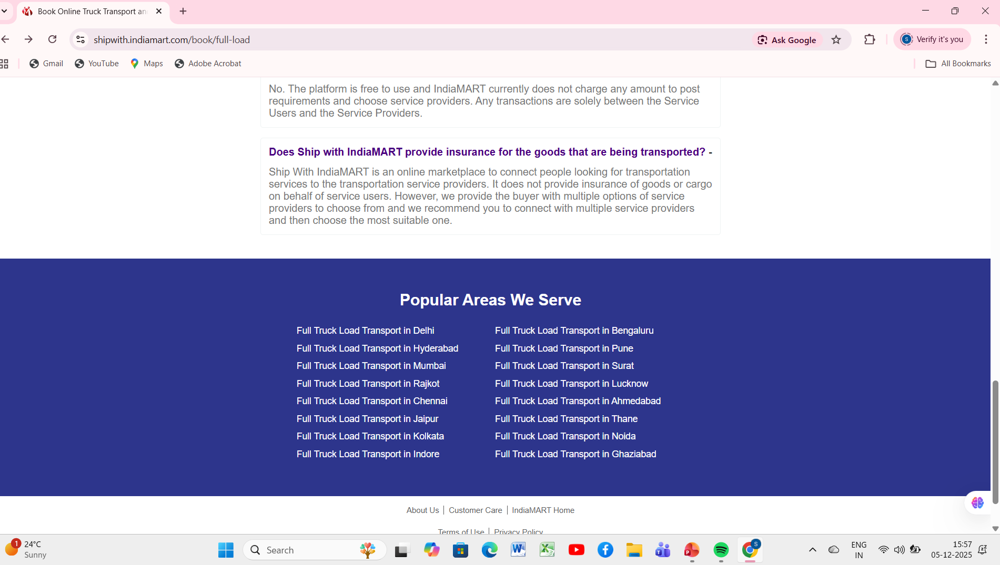 Book Online Truck Transport an
shipwith.indiamart.com/book/full-load
Ask Google
S
Verify it's you
Gmail
YouTube
Maps
Adobe Acrobat
All Bookmarks
No. The platform is free to use and IndiaMART currently does not charge any amount to post
requirements and choose service providers. Any transactions are solely between the Service
Users and the Service Providers.
Does Ship with IndiaMART provide insurance for the goods that are being transported? -
Ship With IndiaMART is an online marketplace to connect people looking for transportation
services to the transportation service providers. It does not provide insurance of goods or cargo
on behalf of service users. However, we provide the buyer with multiple options of service
providers to choose from and we recommend you to connect with multiple service providers
and then choose the most suitable one.
Popular Areas We Serve
Full Truck Load Transport in Delhi
Full Truck Load Transport in Bengaluru
Full Truck Load Transport in Hyderabad
Full Truck Load Transport in Pune
Full Truck Load Transport in Mumbai
Full Truck Load Transport in Surat
Full Truck Load Transport in Rajkot
Full Truck Load Transport in Lucknow
Full Truck Load Transport in Chennai
Full Truck Load Transport in Ahmedabad
Full Truck Load Transport in Jaipur
Full Truck Load Transport in Thane
Full Truck Load Transport in Kolkata
Full Truck Load Transport in Noida
Full Truck Load Transport in Indore
Full Truck Load Transport in Ghaziabad
About Us | Customer Care | IndiaMART Home
Terms of Use | Privacy Policy
1
24°C
Sunny
Search
S
ENG
IN
15:57
05-12-2025